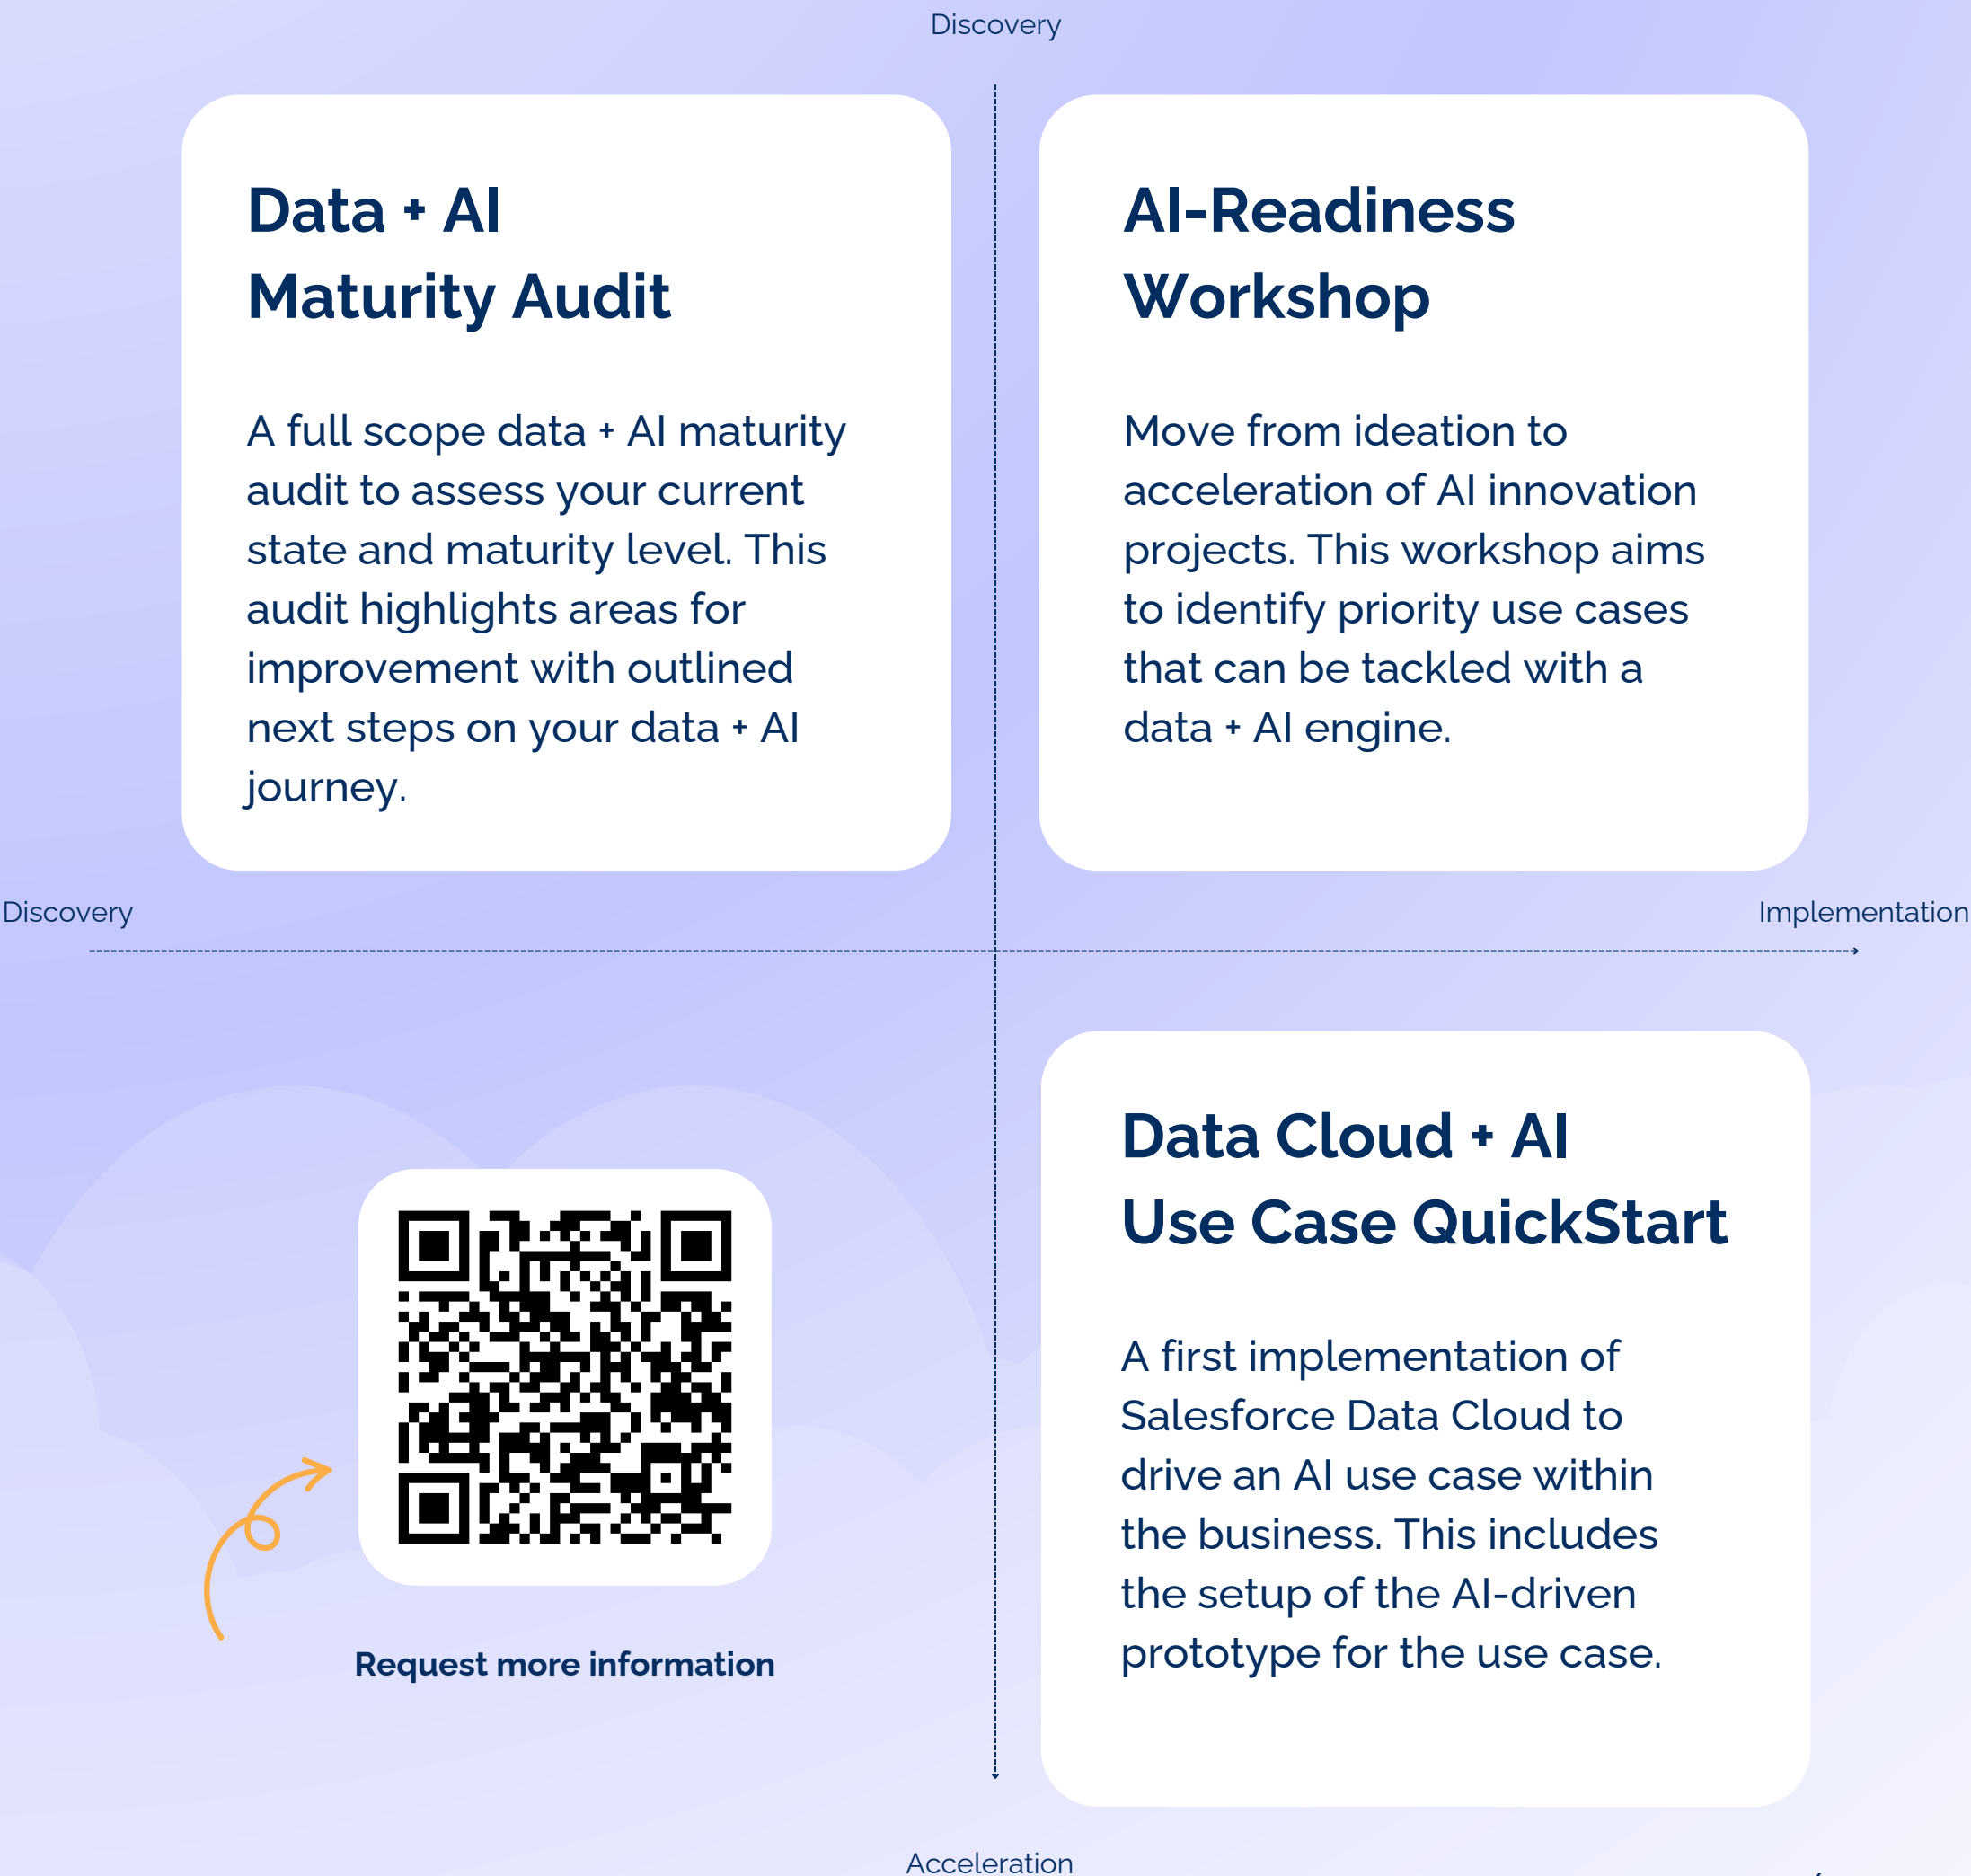 Discovery
Data + AI
Maturity Audit
A full scope data + AI maturity
audit to assess your current
state and maturity level. This
audit highlights areas for
improvement with outlined
next steps on your data + AI
journey.
AI-Readiness
Workshop
Move from ideation to
acceleration of AI innovation
projects. This workshop aims
to identify priority use cases
that can be tackled with a
data + AI engine.
Discovery
Implementation
Request more information
Data Cloud + AI
Use Case QuickStart
A first implementation of
Salesforce Data Cloud to
drive an AI use case within
the business. This includes
the setup of the AI-driven
prototype for the use case.
Acceleration